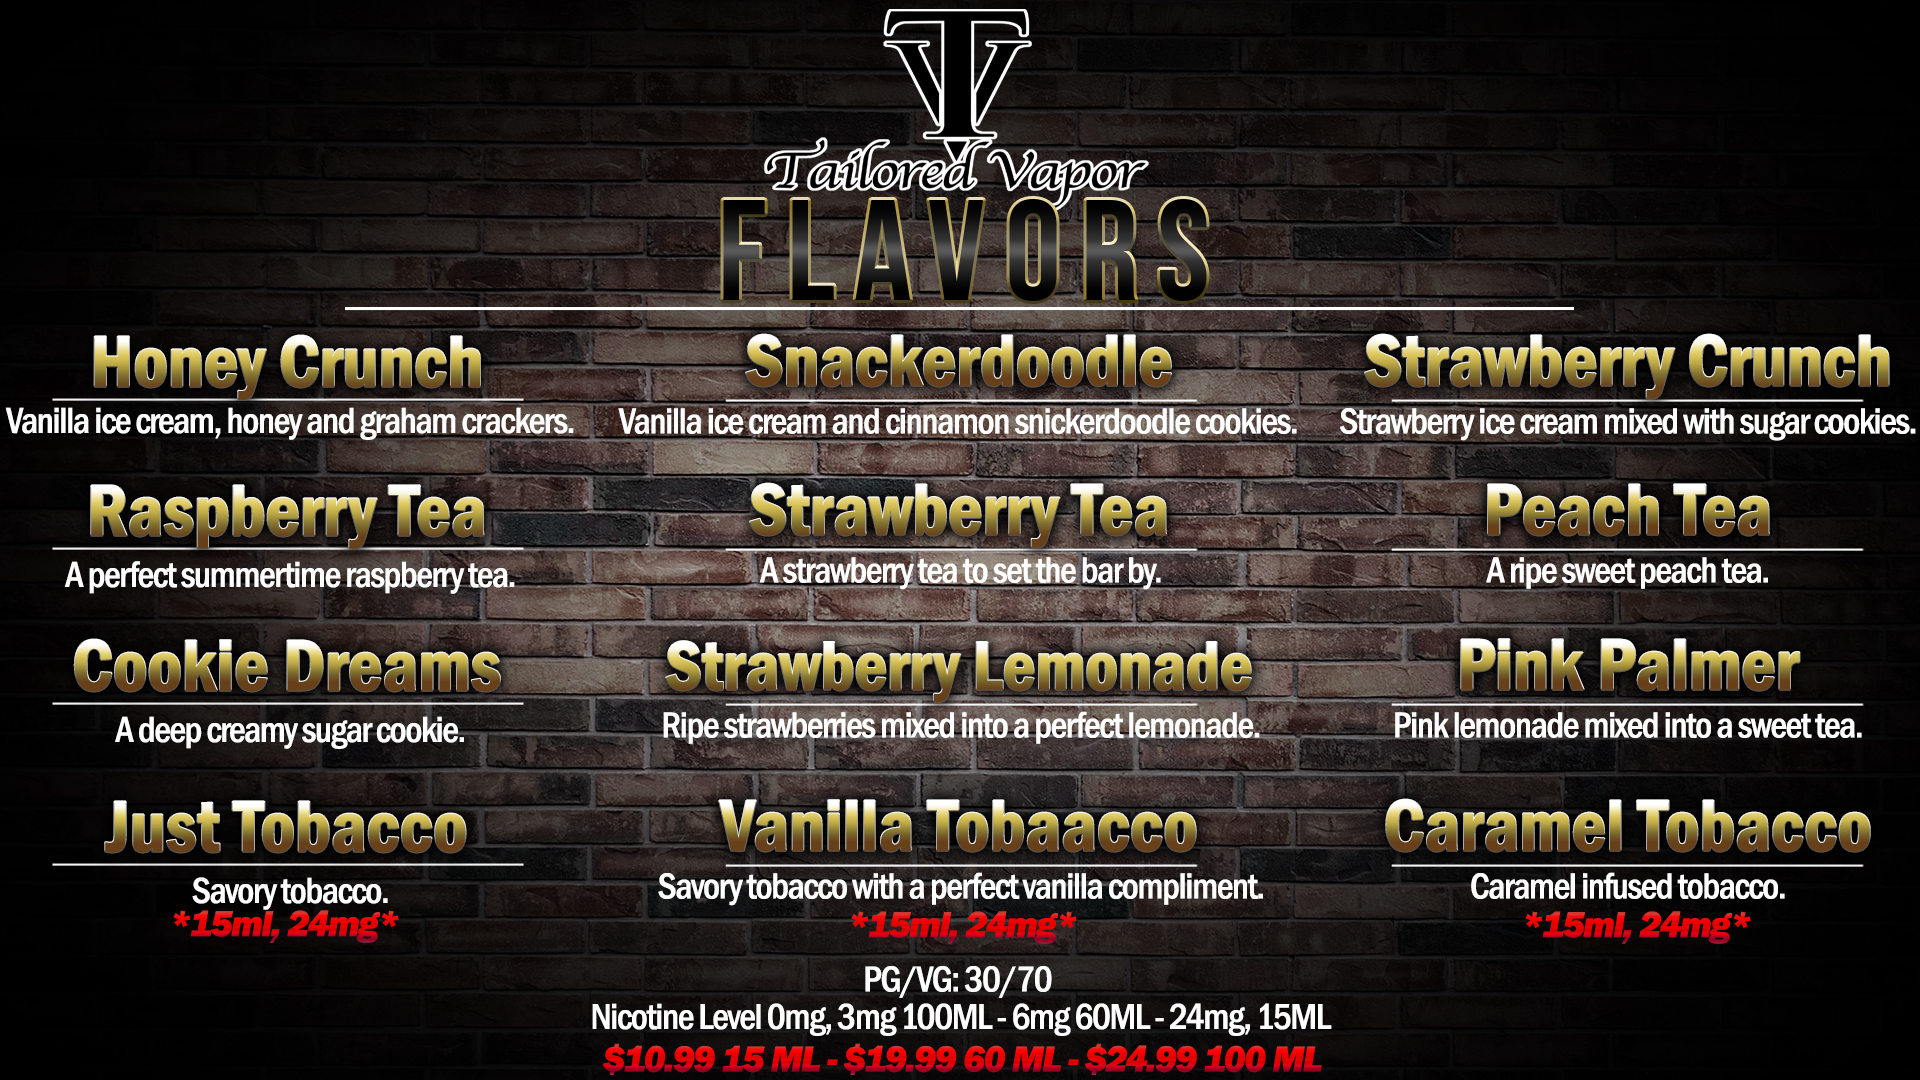 TV
Tailored Vapor
FLAVORS
Honey Crunch
Vanilla ice cream, honey and graham crackers.
Snackerdoodle
Vanilla ice cream and cinnamon snickerdoodle cookies.
Strawberry Crunch
Strawberry ice cream mixed with sugar cookies.
Raspberry Tea
A perfect summertime raspberry tea.
Strawberry Tea
A strawberry tea to set the bar by.
Peach Tea
A ripe sweet peach tea.
Cookie Dreams
A deep creamy sugar cookie.
Strawberry Lemonade
Ripe strawberries mixed into a perfect lemonade.
Pink Palmer
Pink lemonade mixed into a sweet tea.
Just Tobacco
Savory tobacco.
*15ml, 24mg*
Vanilla Tobaacco
Savory tobacco with a perfect vanilla compliment.
*15ml, 24mg*
Caramel Tobacco
Caramel infused tobacco.
*15ml, 24mg*
PG/VG: 30/70
Nicotine Level 0mg, 3mg 100ML - 6mg 60ML - 24mg, 15ML
$10.99 15 ML - $19.99 60 ML - $24.99 100 ML